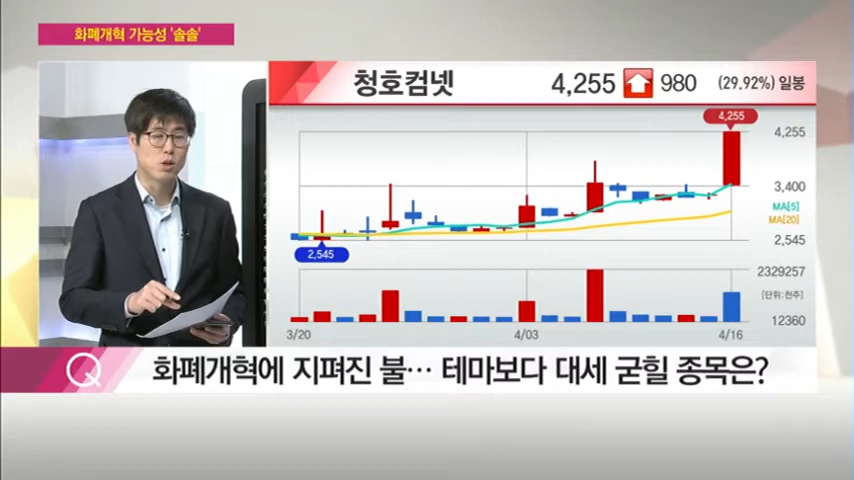 화폐개혁 가능성 '솔솔'
청호컴넷 4,255 980 (29.92%) 일봉
4,255
4,255
3,400
MA[5]
MA[20]
2,545
2,545
2329257
[단위:천주]
12360
3/20 4/03 4/16
Q 화폐개혁에 지펴진 불… 테마보다 대세 굳힐 종목은?